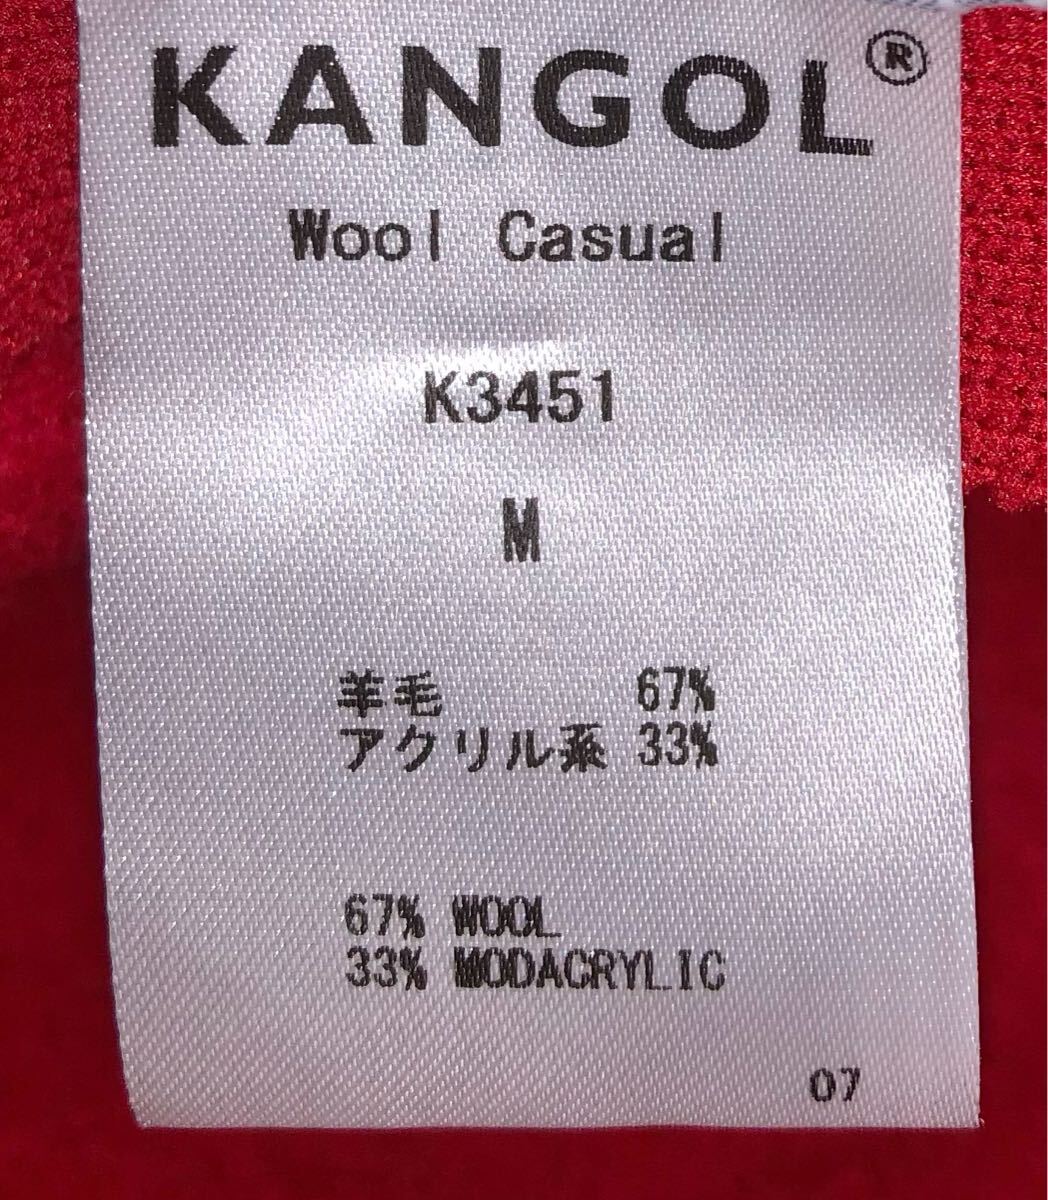 KANGOL®
Wool Casual
K3451
M
羊毛 67%
アクリル系 33%
67% WOOL
33% MODACRYLIC
07